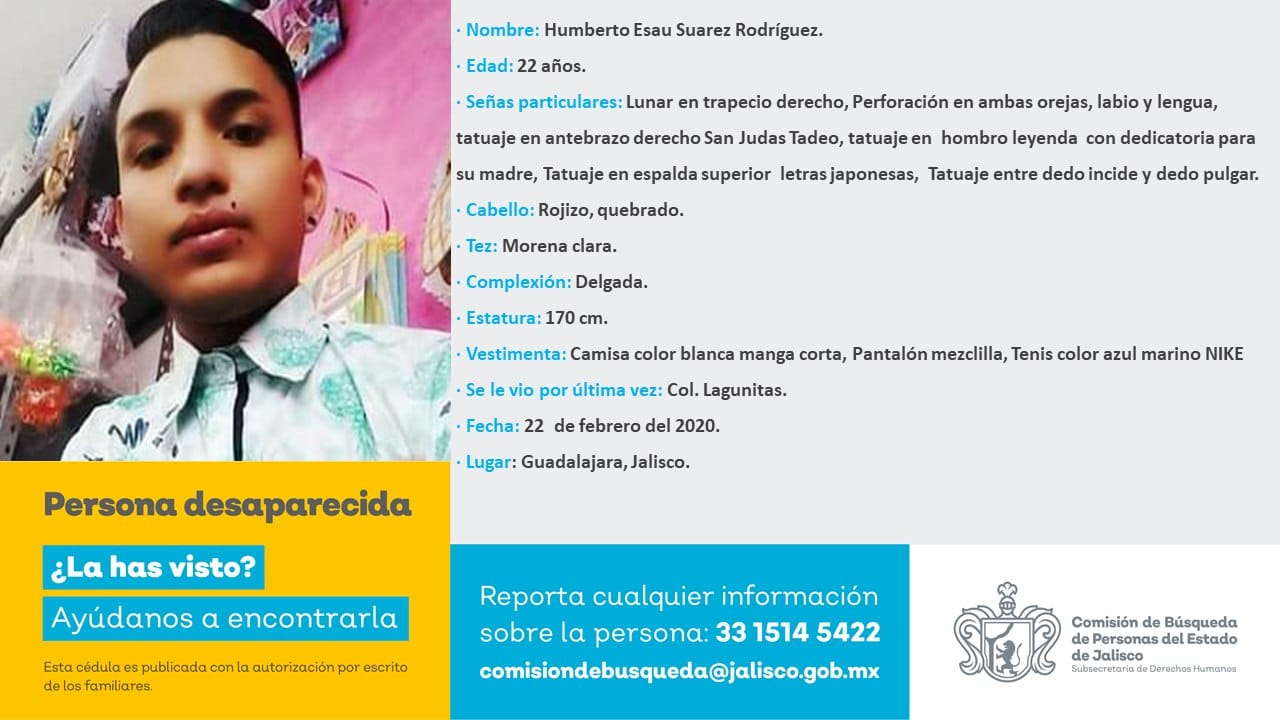 · Nombre: Humberto Esau Suarez Rodríguez.
· Edad: 22 años.
· Señas particulares: Lunar en trapecio derecho, Perforación en ambas orejas, labio y lengua,
tatuaje en antebrazo derecho San Judas Tadeo, tatuaje en hombro leyenda con dedicatoria para
su madre, Tatuaje en espalda superior letras japonesas, Tatuaje entre dedo incide y dedo pulgar.
· Cabello: Rojizo, quebrado.
· Tez: Morena clara.
· Complexión: Delgada.
· Estatura: 170 cm.
· Vestimenta: Camisa color blanca manga corta, Pantalón mezclilla, Tenis color azul marino NIKE
· Se le vio por última vez: Col. Lagunitas.
· Fecha: 22 de febrero del 2020.
· Lugar: Guadalajara, Jalisco.
Persona desaparecida
¿La has visto?
Ayúdanos a encontrarla
Esta cédula es publicada con la autorización por escrito
de los familiares.
Reporta cualquier información
sobre la persona: 33 1514 5422
comisiondebusqueda@jalisco.gob.mx
Comisión de Búsqueda
de Personas del Estado
de Jalisco
Subsecretaría de Derechos Humanos